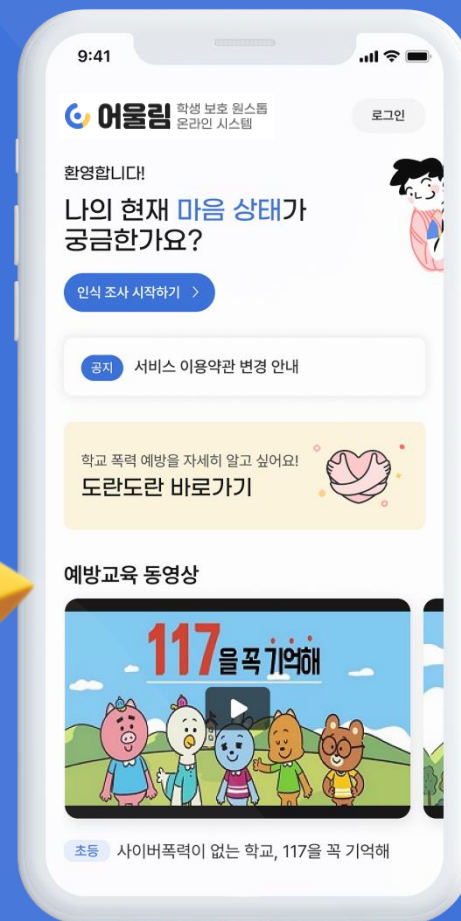 9:41
어울림 학생 보호 원스톱
온라인 시스템
로그인
환영합니다!
나의 현재 마음 상태가
궁금한가요?
인식 조사 시작하기 >
공지 서비스 이용약관 변경 안내
학교 폭력 예방을 자세히 알고 싶어요!
도란도란 바로가기
예방교육 동영상
117을 꼭 기억해
초등 사이버폭력이 없는 학교, 117을 꼭 기억해